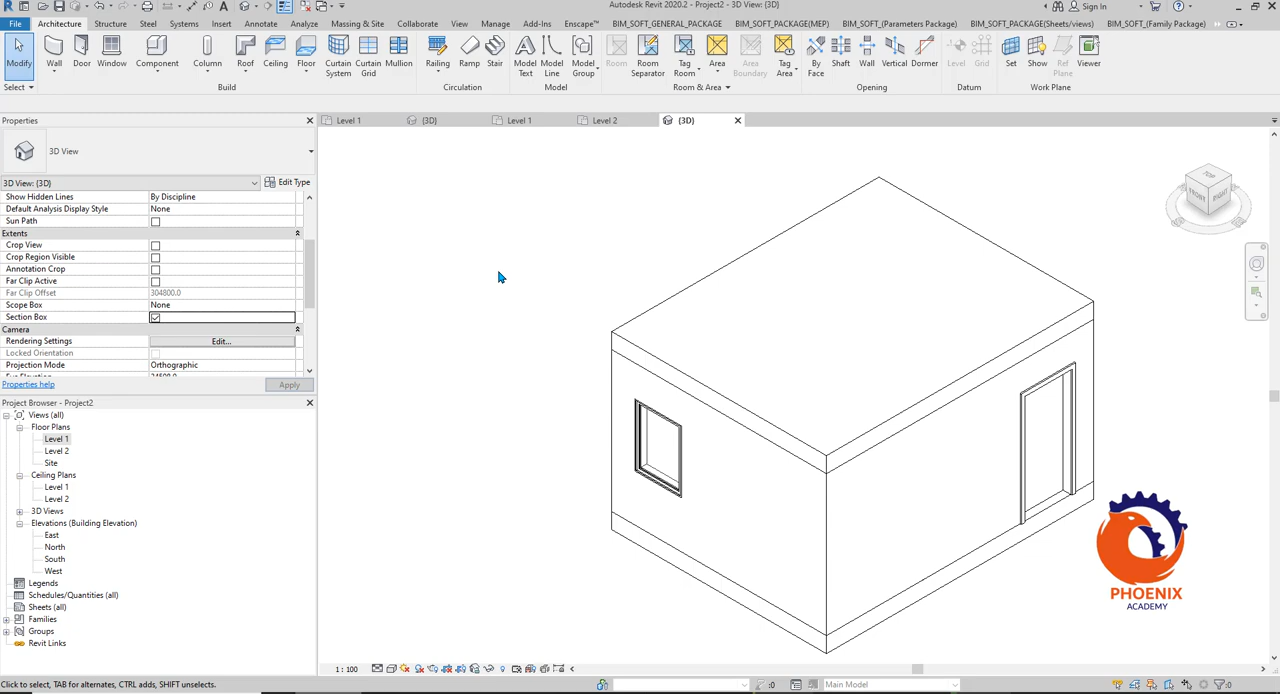 Autodesk Revit 2020.2 - Project2 - 3D View: {3D}
Sign In
File Architecture Structure Steel Systems Insert Annotate Analyze Massing & Site Collaborate View Manage Add-Ins Enscape™ BIM_SOFT_GENERAL_PACKAGE BIM_SOFT_PACKAGE(MEP) BIM_SOFT_(Parameters Package) BIM_SOFT_PACKAGE(Sheets/views) BIM_SOFT_(Family Package)
Modify Wall Door Window Component Column Roof Ceiling Floor Curtain System Curtain Grid Mullion Railing Ramp Stair Model Text Model Line Model Group Room Room Separator Tag Room Area Area Boundary Tag Area By Face Shaft Wall Vertical Dormer Level Grid Set Show Ref Plane Viewer
Select Build Circulation Model Room & Area Opening Datum Work Plane
Properties
Level 1 {3D} Level 1 Level 2 {3D}
3D View
3D View: {3D} Edit Type
Show Hidden Lines By Discipline
Default Analysis Display Style None
Sun Path
Extents
Crop View
Crop Region Visible
Annotation Crop
Far Clip Active
Far Clip Offset 304800.0
Scope Box None
Section Box
Camera
Rendering Settings Edit...
Locked Orientation
Projection Mode Orthographic
Properties help Apply
Project Browser - Project2
Views (all)
Floor Plans
Level 1
Level 2
Site
Ceiling Plans
Level 1
Level 2
3D Views
Elevations (Building Elevation)
East
North
South
West
Legends
Schedules/Quantities (all)
Sheets (all)
Families
Groups
Revit Links
TOP
FRONT RIGHT
PHOENIX
ACADEMY
1 : 100
Click to select, TAB for alternates, CTRL adds, SHIFT unselects.
:0 Main Model :0